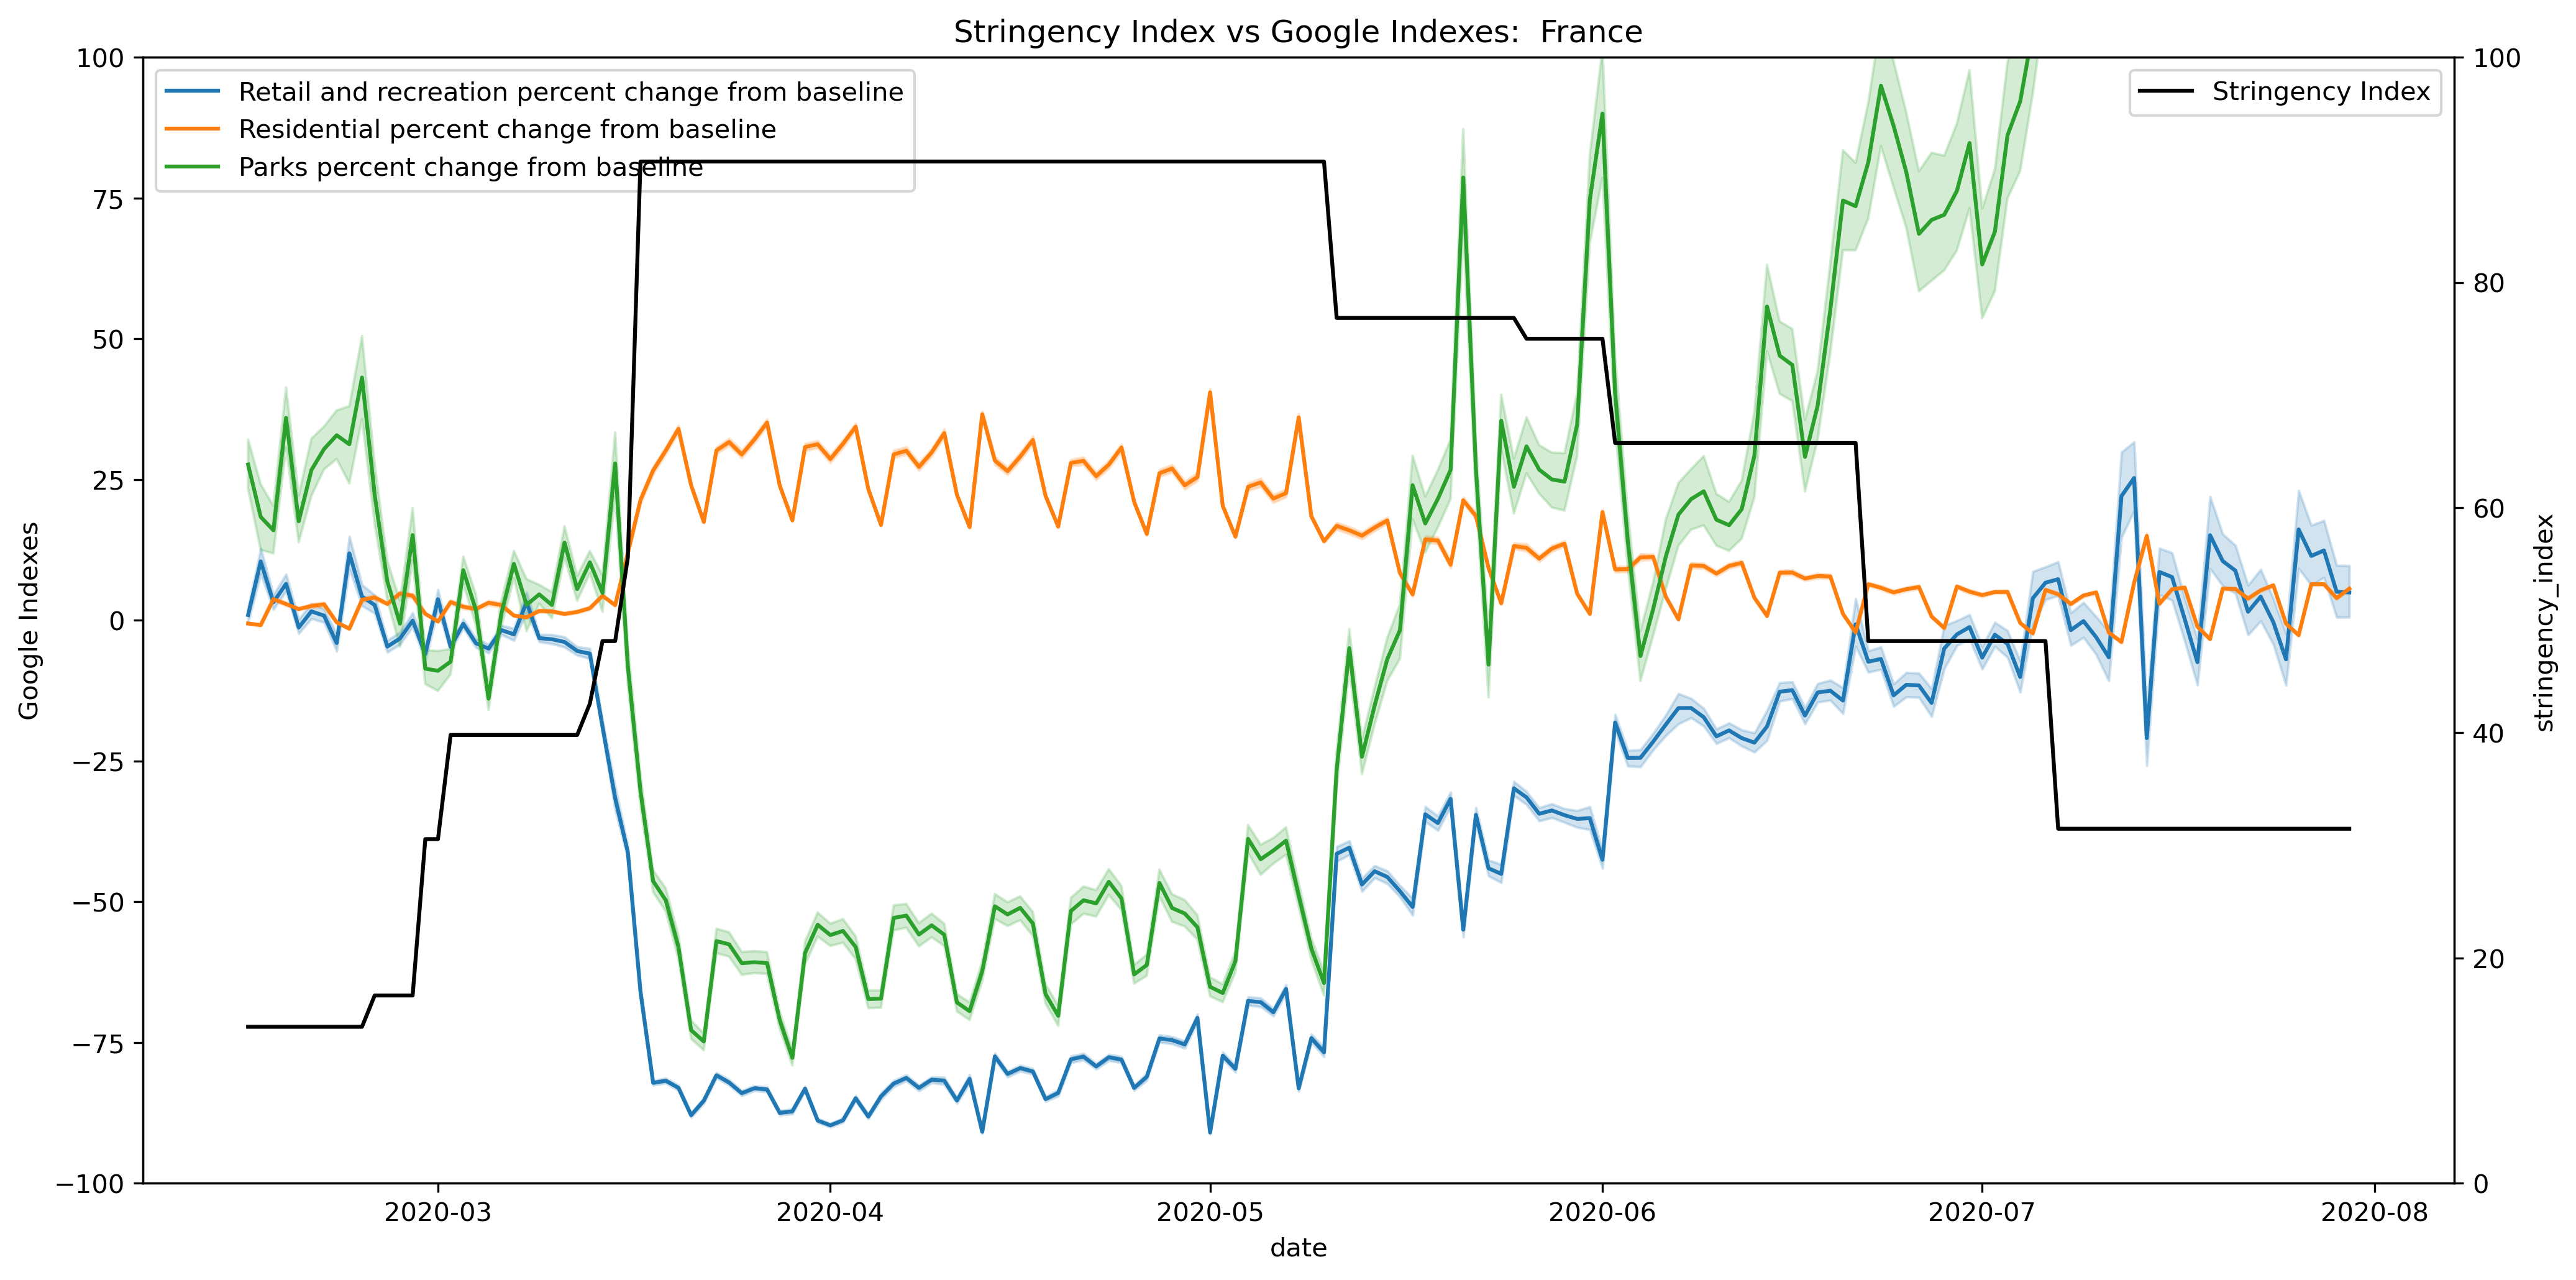 Stringency Index vs Google Indexes:  France
Retail and recreation percent change from baseline
Residential percent change from baseline
Parks percent change from baseline
Stringency Index
100
75
50
25
0
−25
−50
−75
−100
Google Indexes
100
80
60
40
20
0
stringency_index
2020-03
2020-04
2020-05
2020-06
2020-07
2020-08
date